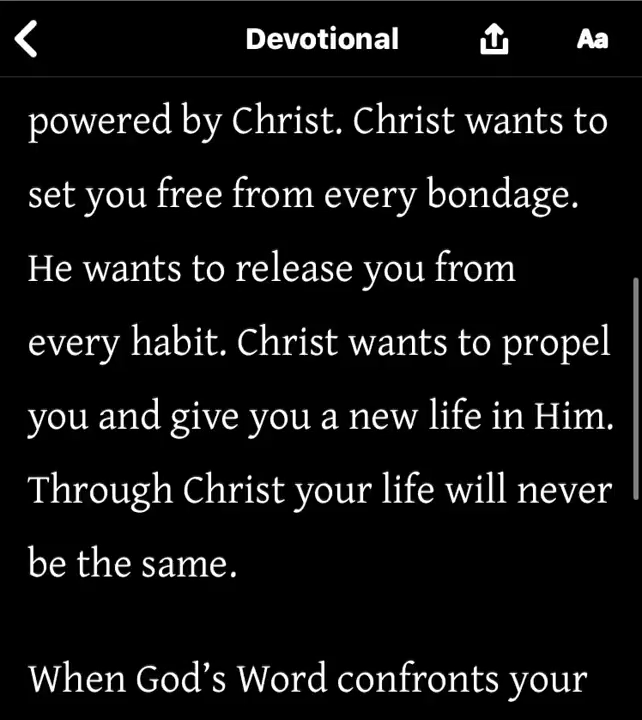 Devotional Aa
powered by Christ. Christ wants to
set you free from every bondage.
He wants to release you from
every habit. Christ wants to propel
you and give you a new life in Him.
Through Christ your life will never
be the same.
When God’s Word confronts your